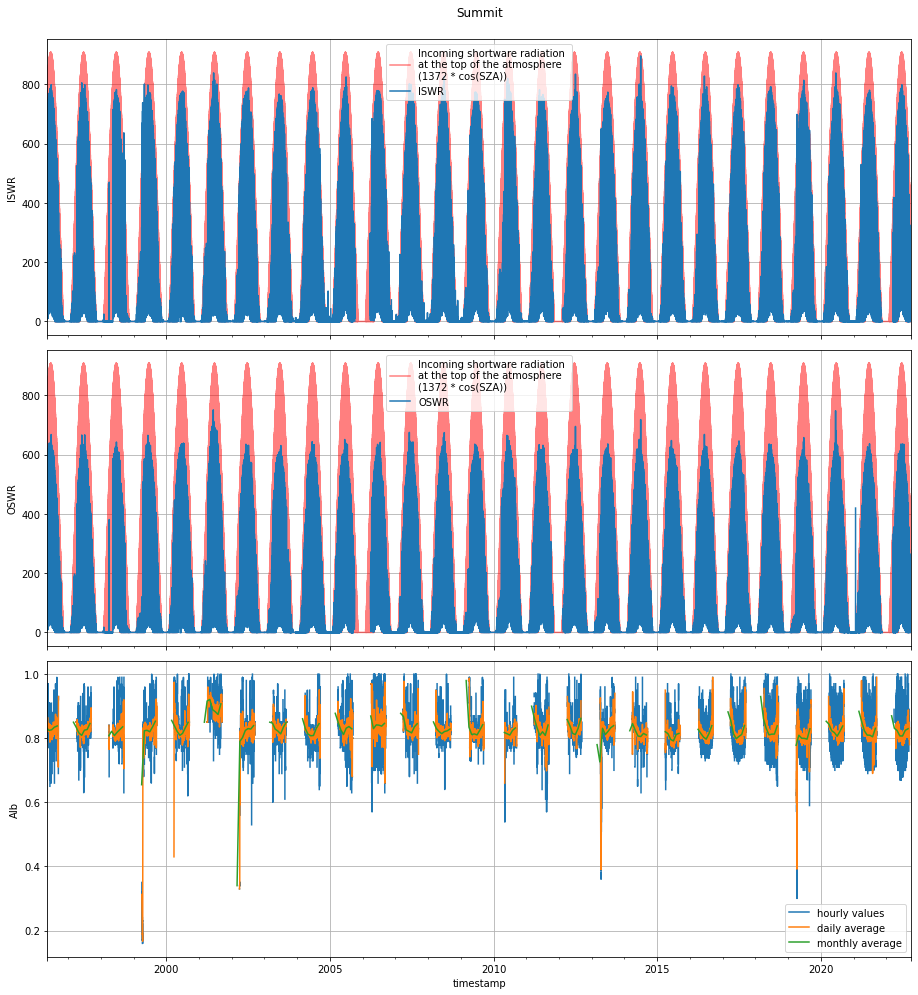 Summit
Incoming shortware radiation
at the top of the atmosphere
(1372 * cos(SZA))
ISWR
800
600
400
200
0
ISWR
Incoming shortware radiation
at the top of the atmosphere
(1372 * cos(SZA))
OSWR
800
600
400
200
0
OSWR
1.0
0.8
0.6
0.4
0.2
Alb
hourly values
daily average
monthly average
2000 2005 2010 2015 2020
timestamp